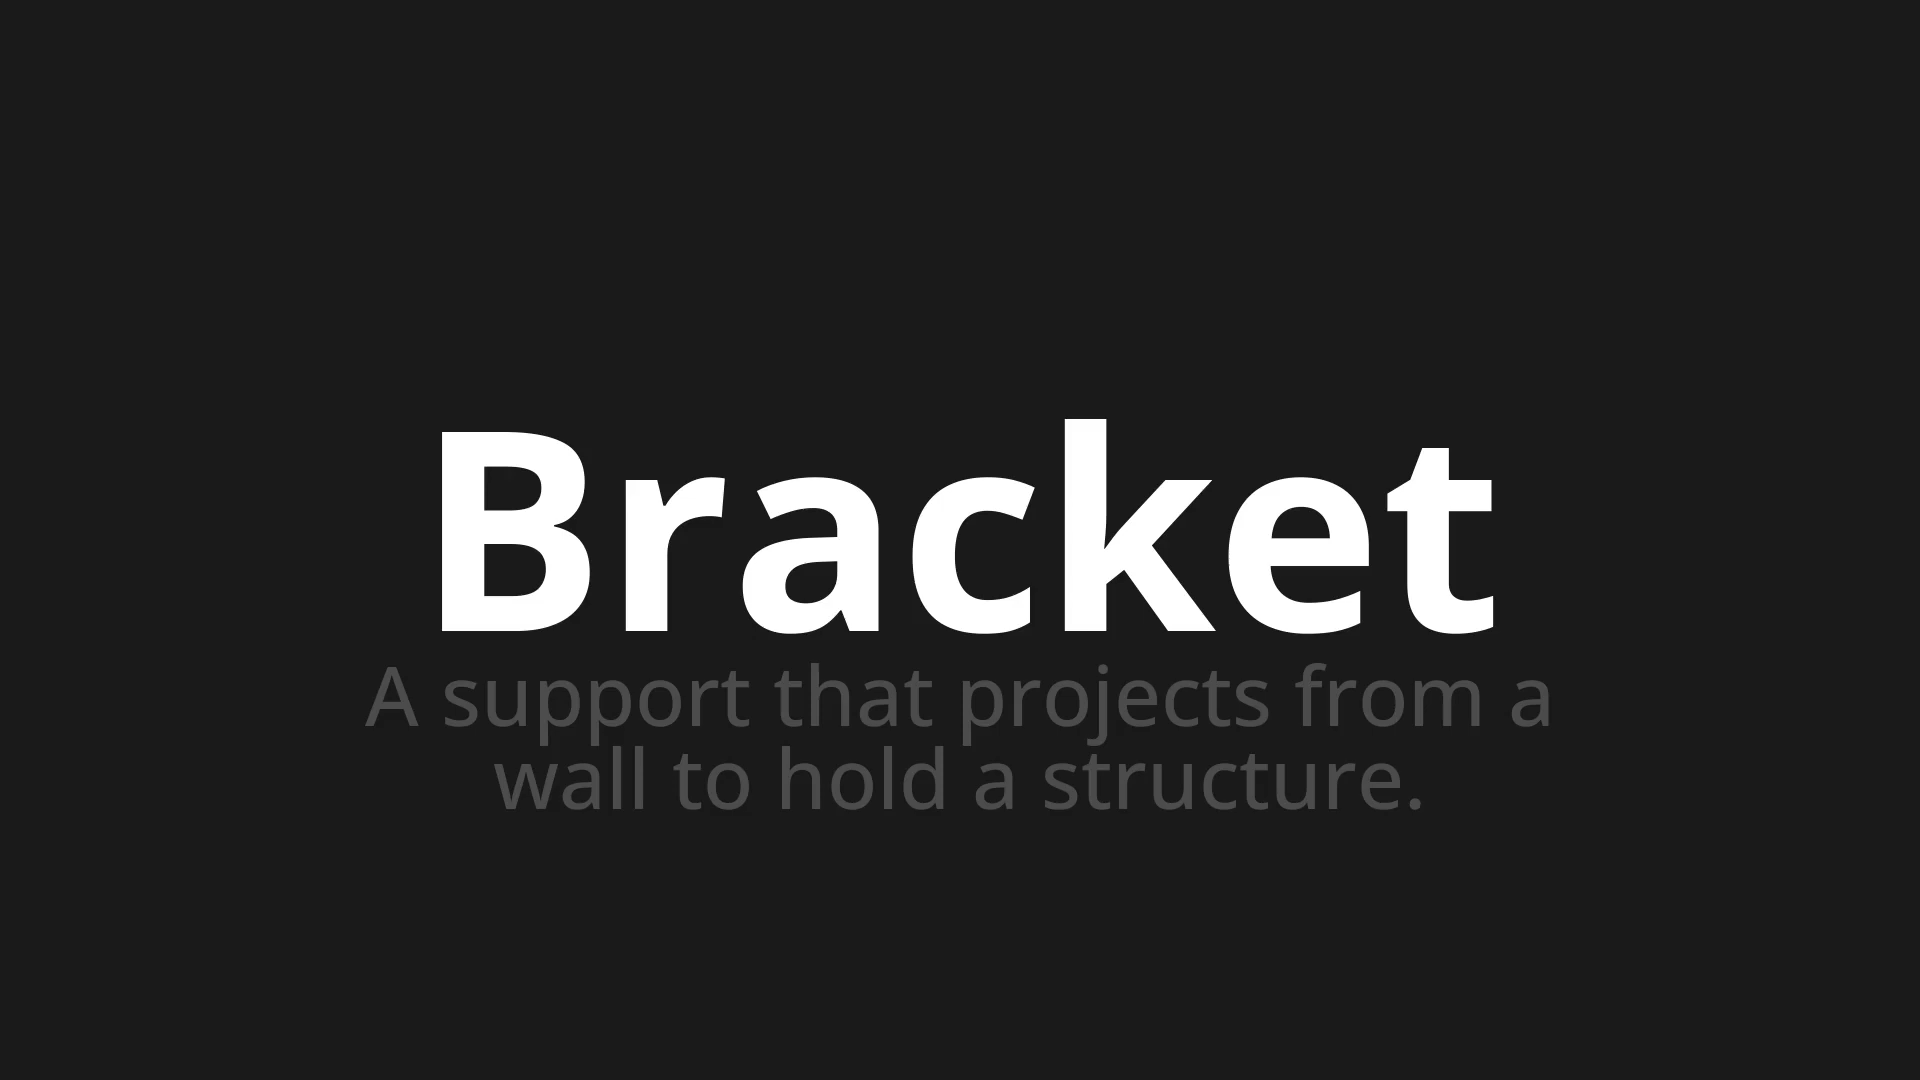 Bracket
A support that projects from a
wall to hold a structure.